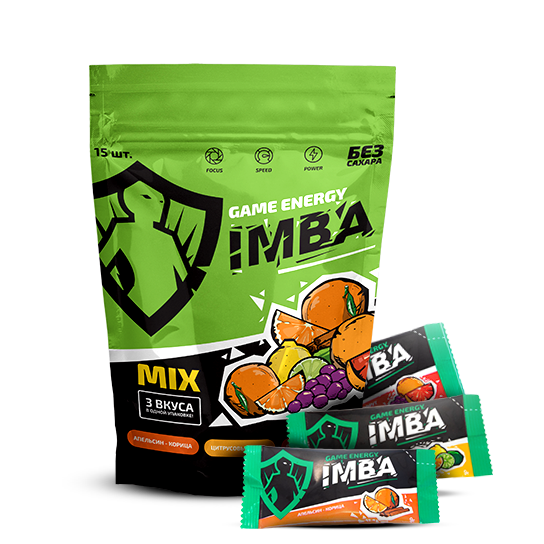 15 шт.
FOCUS
SPEED
POWER
БЕЗ
САХАРА
GAME ENERGY
IMBA
MIX
3 ВКУСА
В ОДНОЙ УПАКОВКЕ!
АПЕЛЬСИН - КОРИЦА
GAME ENERGY
IMBA
GAME ENERGY
IMBA
GAME ENERGY
IMBA
АПЕЛЬСИН - КОРИЦА